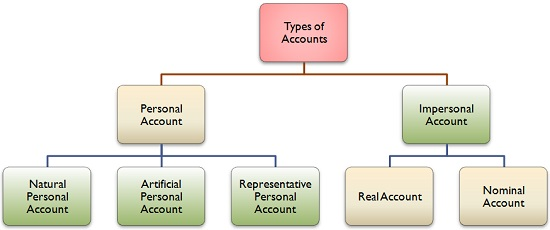 Types of
Accounts
Personal
Account
Impersonal
Account
Natural
Personal
Account
Artificial
Personal
Account
Representative
Personal
Account
Real Account
Nominal
Account